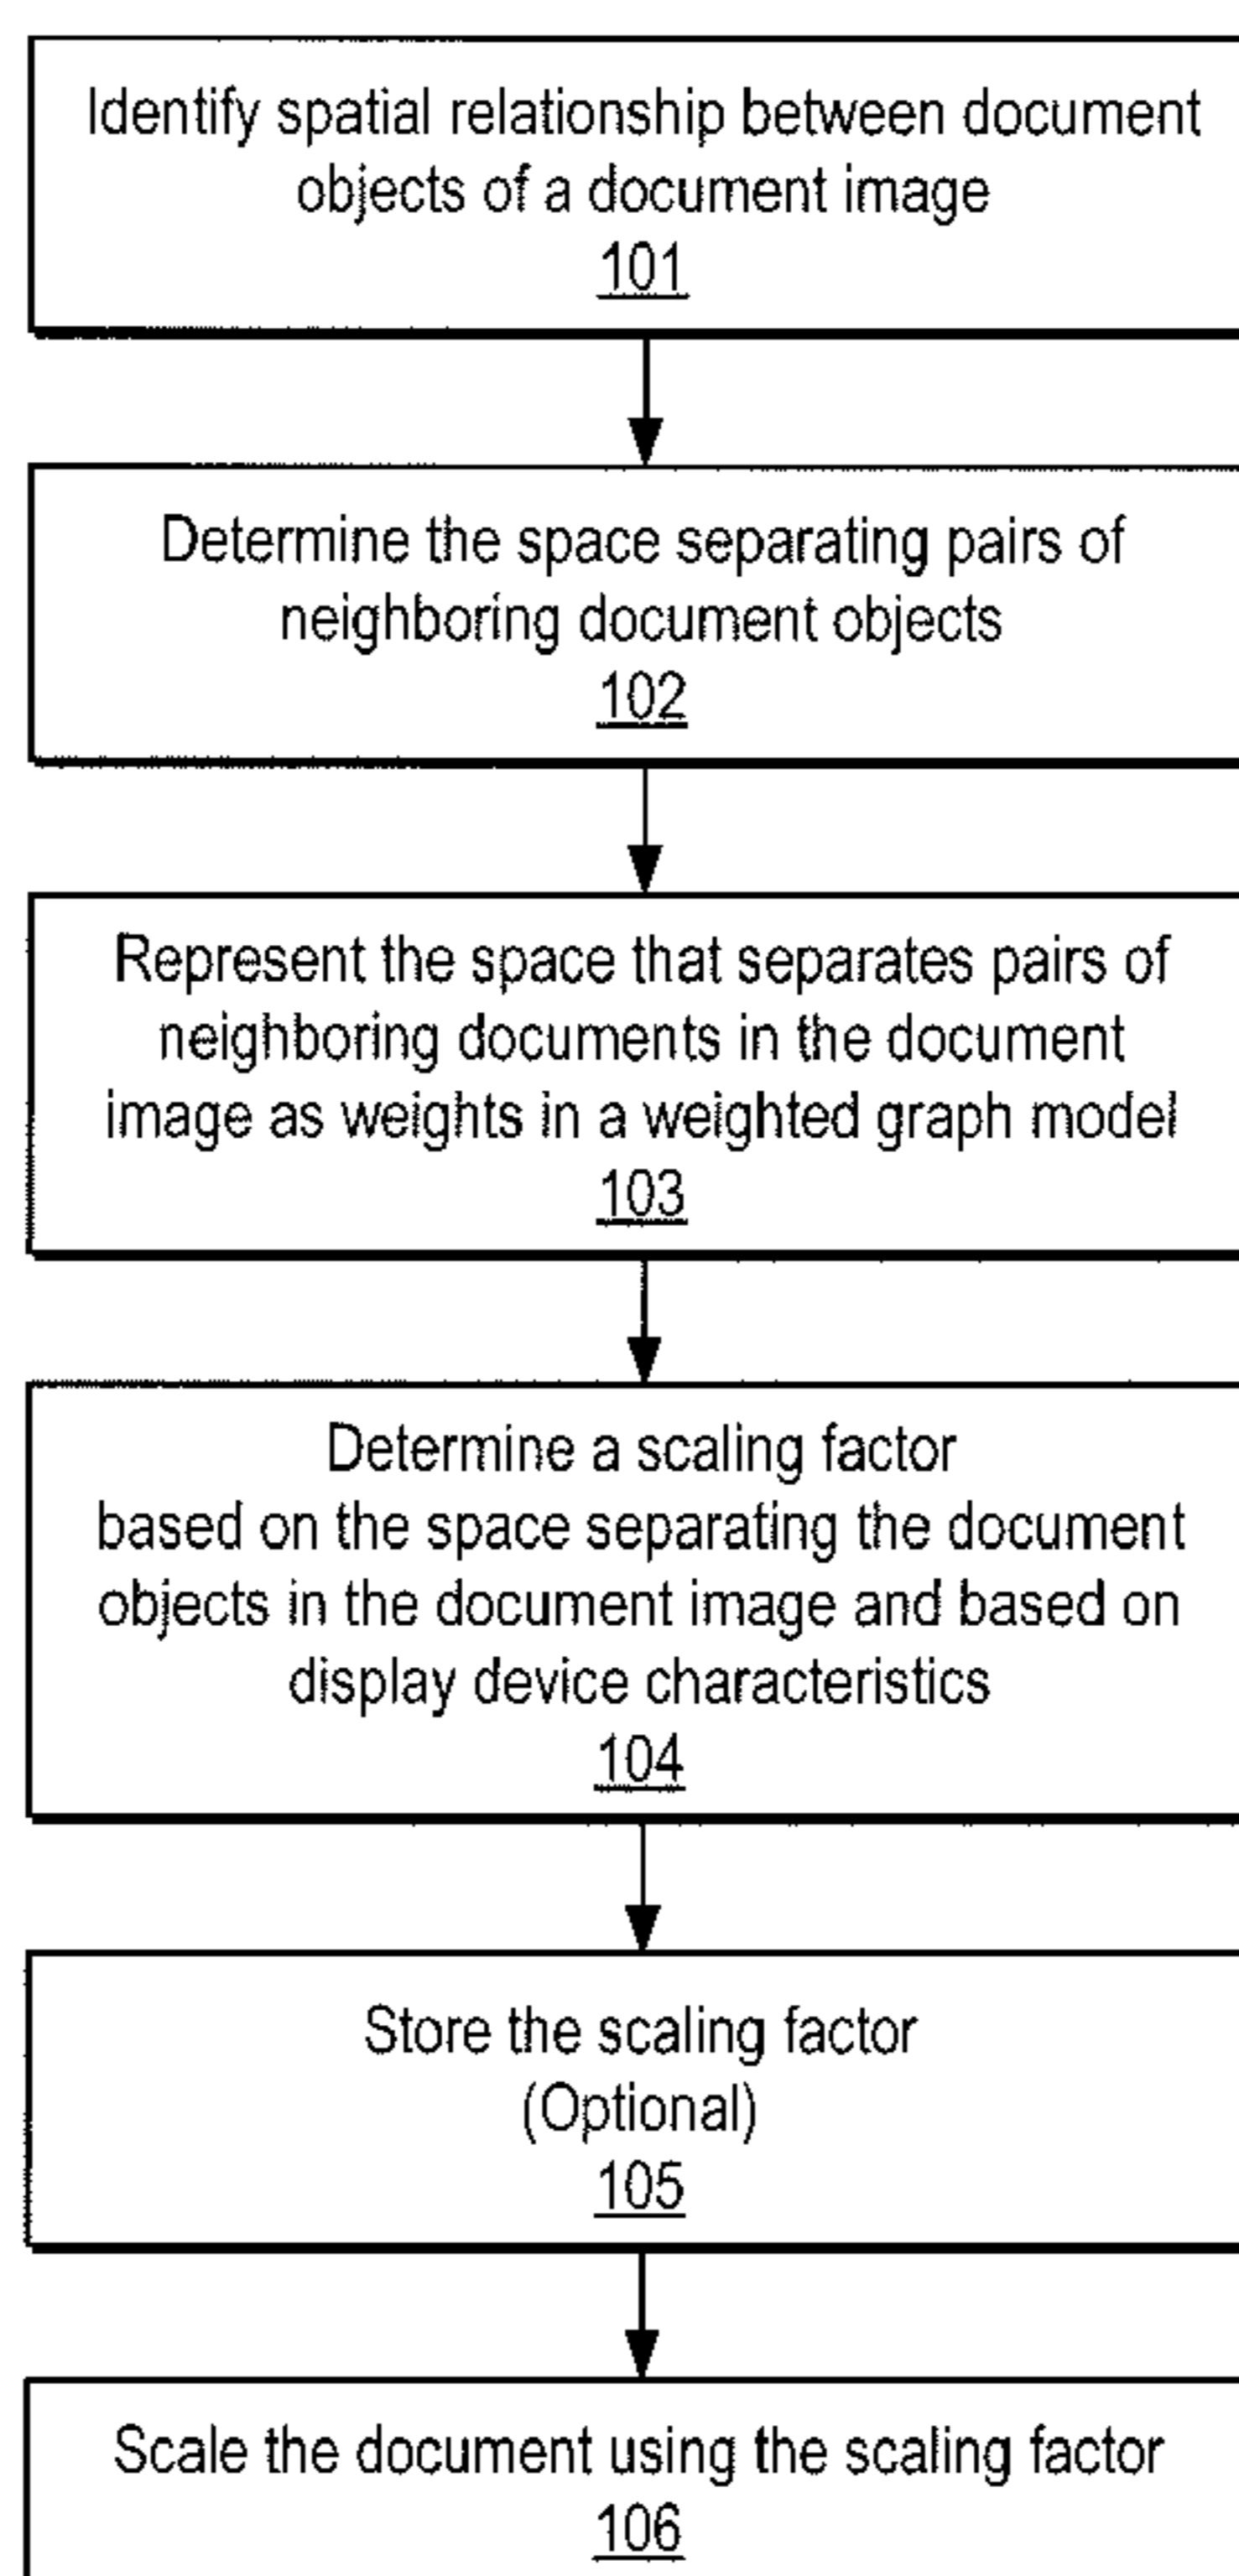 Identify spatial relationship between document
objects of a document image
101
Determine the space separating pairs of
neighboring document objects
102
Represent the space that separates pairs of
neighboring documents in the document
image as weights in a weighted graph model
103
Determine a scaling factor
based on the space separating the document
objects in the document image and based on
display device characteristics
104
Store the scaling factor
(Optional)
105
Scale the document using the scaling factor
106